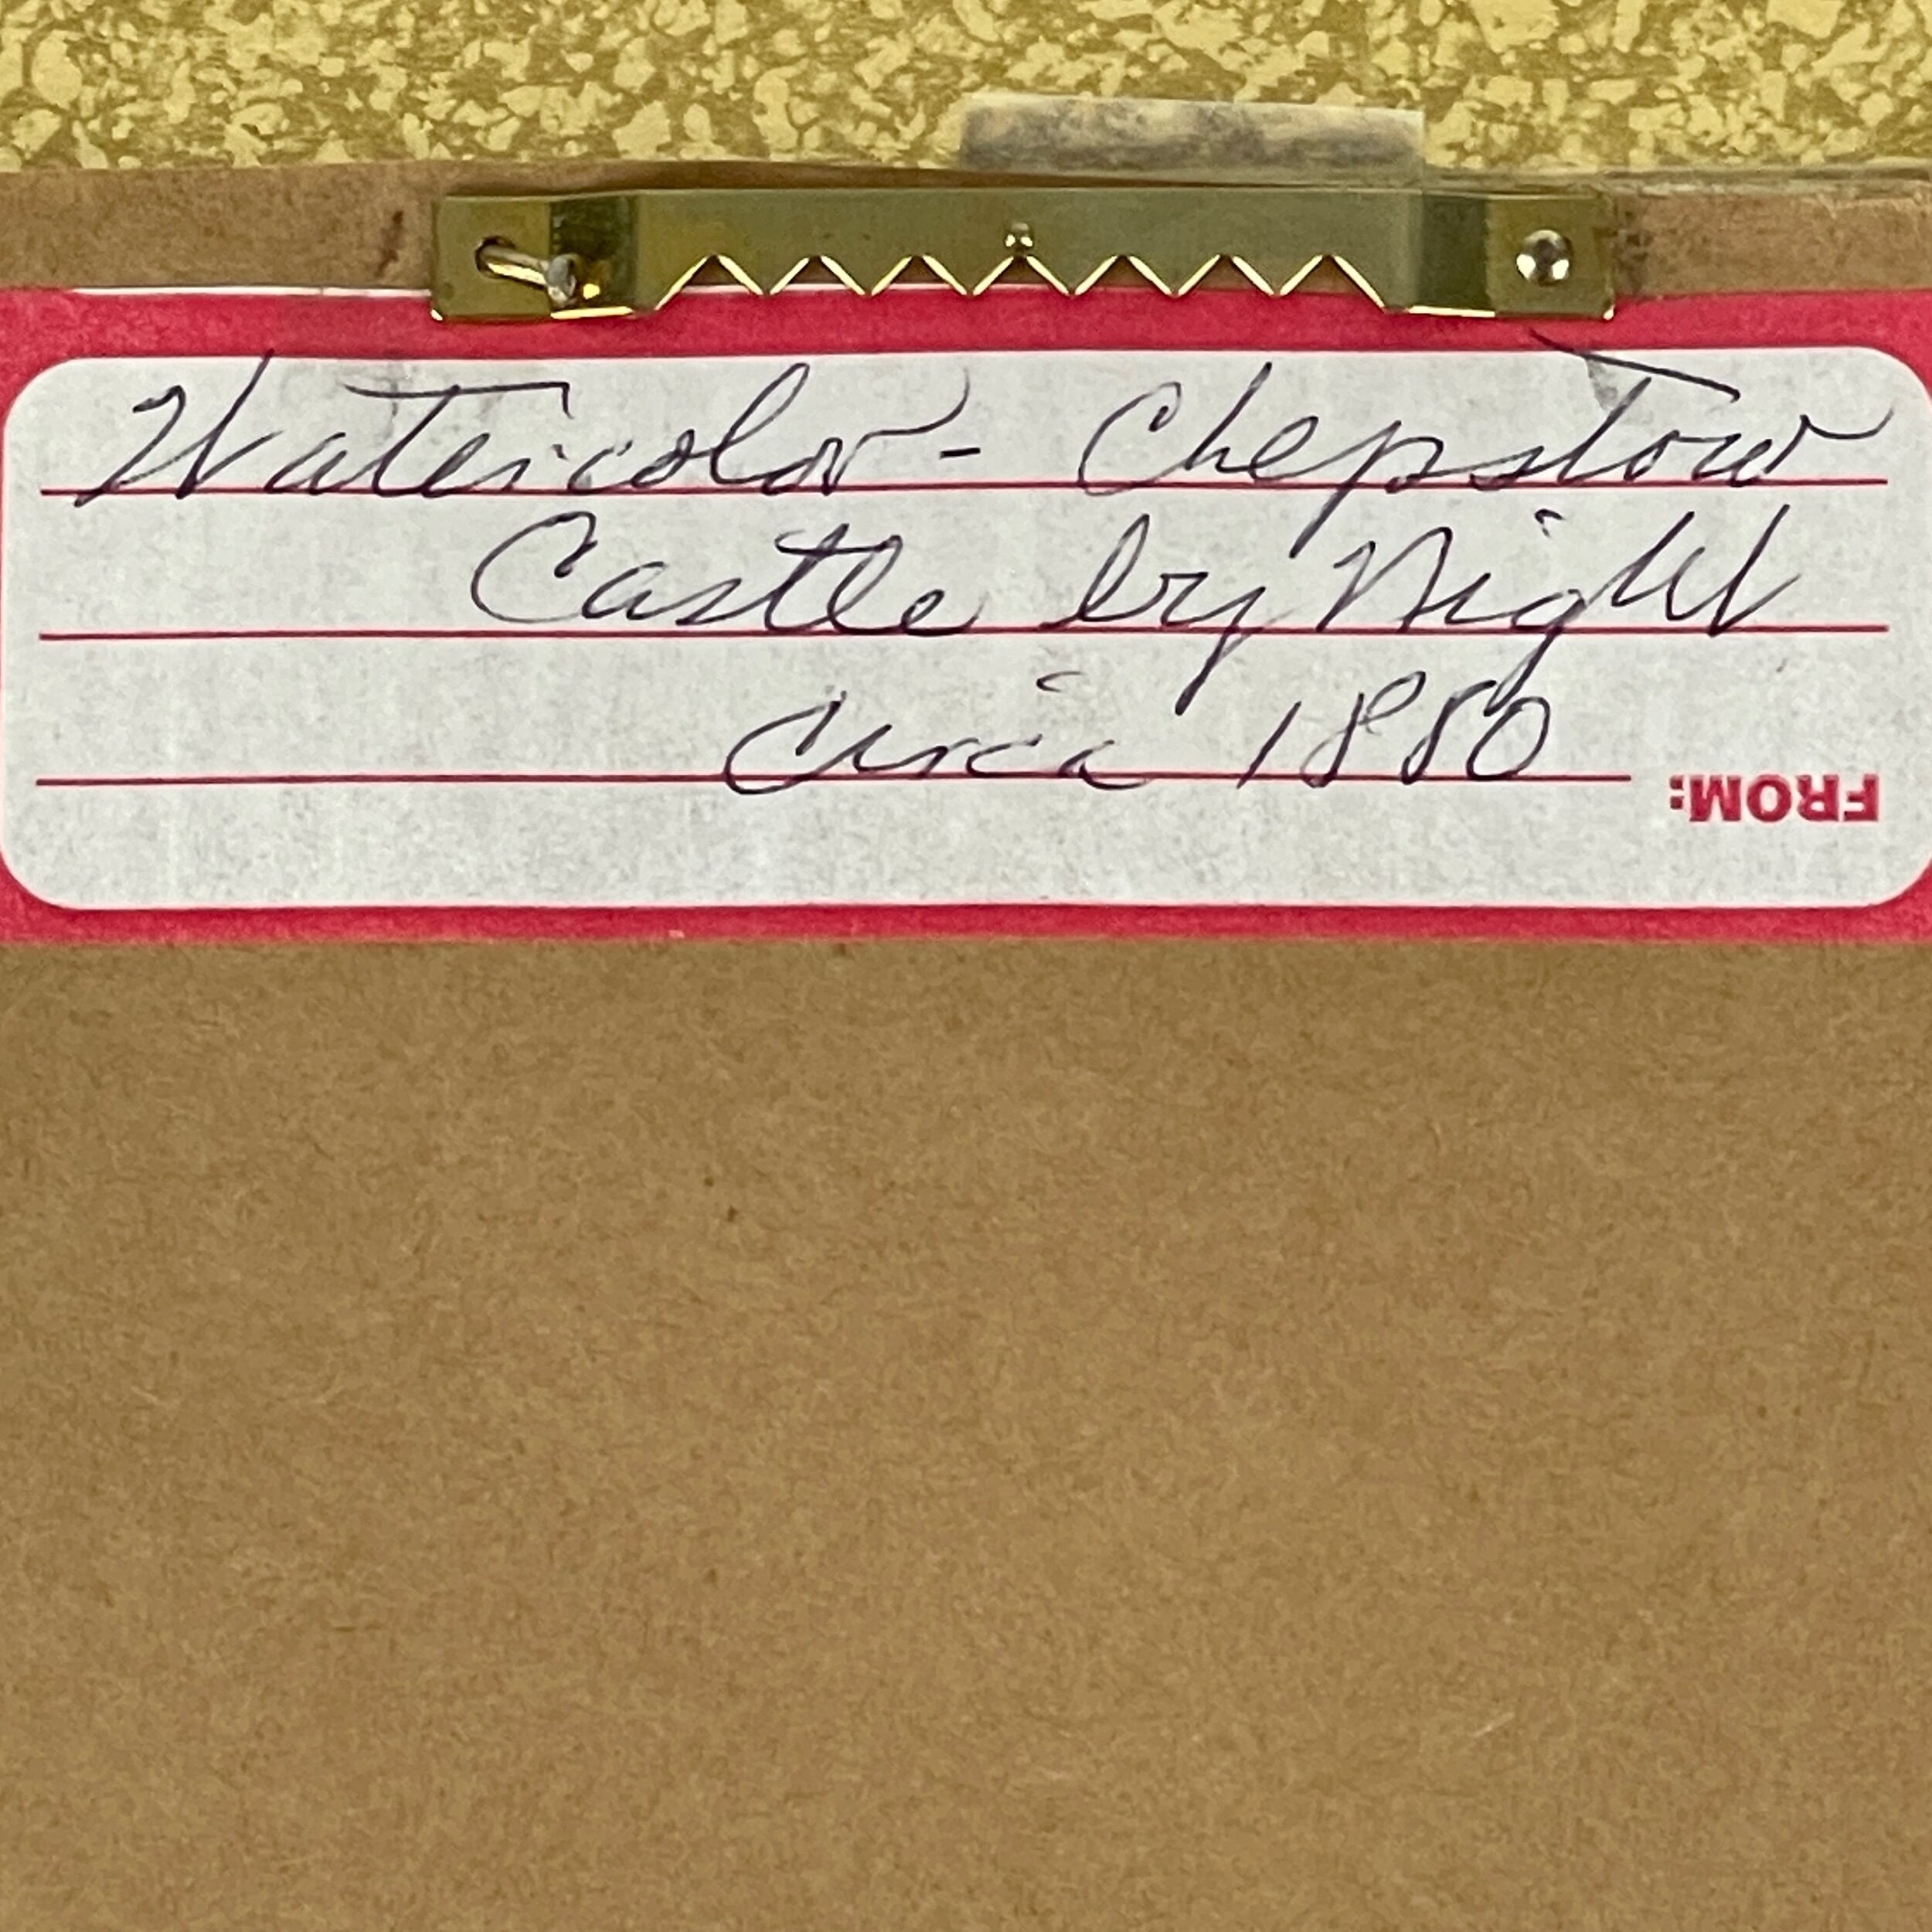 Watercolor - Chepstow
Castle by Night
circa 1880
FROM: